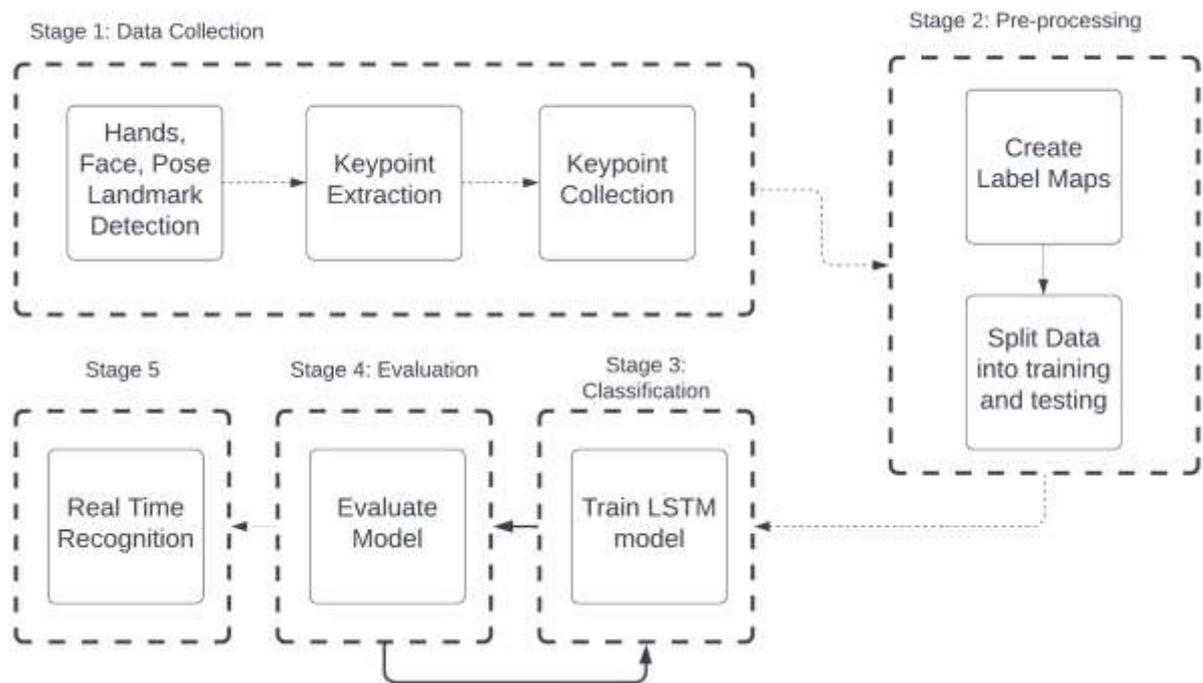 Stage 1: Data Collection
Hands,
Face, Pose
Landmark
Detection
Keypoint
Extraction
Keypoint
Collection
Stage 2: Pre-processing
Create
Label Maps
Split Data
into training
and testing
Stage 3:
Classification
Train LSTM
model
Stage 4: Evaluation
Evaluate
Model
Stage 5
Real Time
Recognition